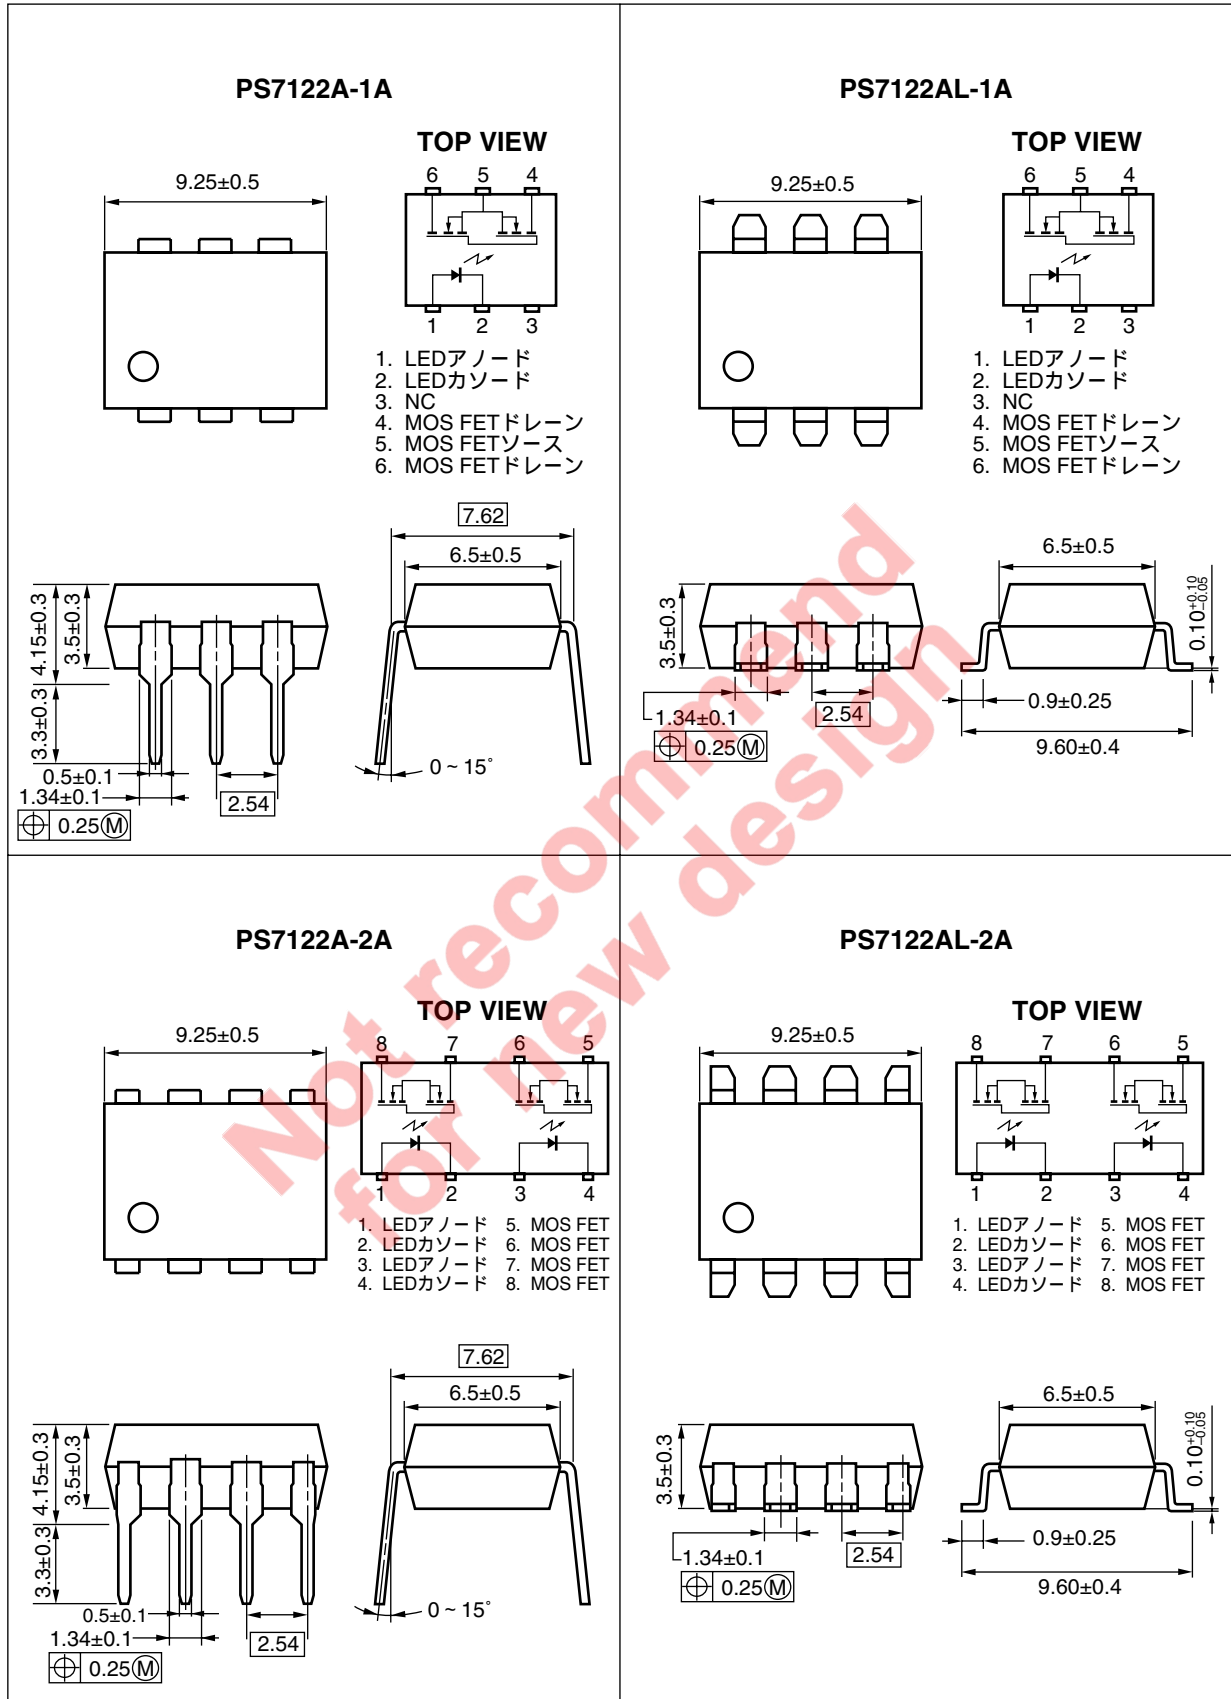 PS7122A-1A
TOP VIEW
9.25±0.5
6 5 4
1 2 3
1. LEDアノード
2. LEDカソード
3. NC
4. MOS FETドレーン
5. MOS FETソース
6. MOS FETドレーン
7.62
6.5±0.5
4.15±0.3
3.5±0.3
3.3±0.3
0.5±0.1
1.34±0.1
2.54
0.25 Ⓜ
0 ~ 15°
PS7122AL-1A
TOP VIEW
9.25±0.5
6 5 4
1 2 3
1. LEDアノード
2. LEDカソード
3. NC
4. MOS FETドレーン
5. MOS FETソース
6. MOS FETドレーン
6.5±0.5
3.5±0.3
0.10+0.10−0.05
1.34±0.1
2.54
0.25 Ⓜ
0.9±0.25
9.60±0.4
PS7122A-2A
TOP VIEW
9.25±0.5
8 7 6 5
1 2 3 4
1. LEDアノード 5. MOS FET
2. LEDカソード 6. MOS FET
3. LEDアノード 7. MOS FET
4. LEDカソード 8. MOS FET
7.62
6.5±0.5
4.15±0.3
3.5±0.3
3.3±0.3
0.5±0.1
1.34±0.1
2.54
0.25 Ⓜ
0 ~ 15°
PS7122AL-2A
TOP VIEW
9.25±0.5
8 7 6 5
1 2 3 4
1. LEDアノード 5. MOS FET
2. LEDカソード 6. MOS FET
3. LEDアノード 7. MOS FET
4. LEDカソード 8. MOS FET
6.5±0.5
3.5±0.3
0.10+0.10−0.05
1.34±0.1
2.54
0.25 Ⓜ
0.9±0.25
9.60±0.4
Not recommend
for new design